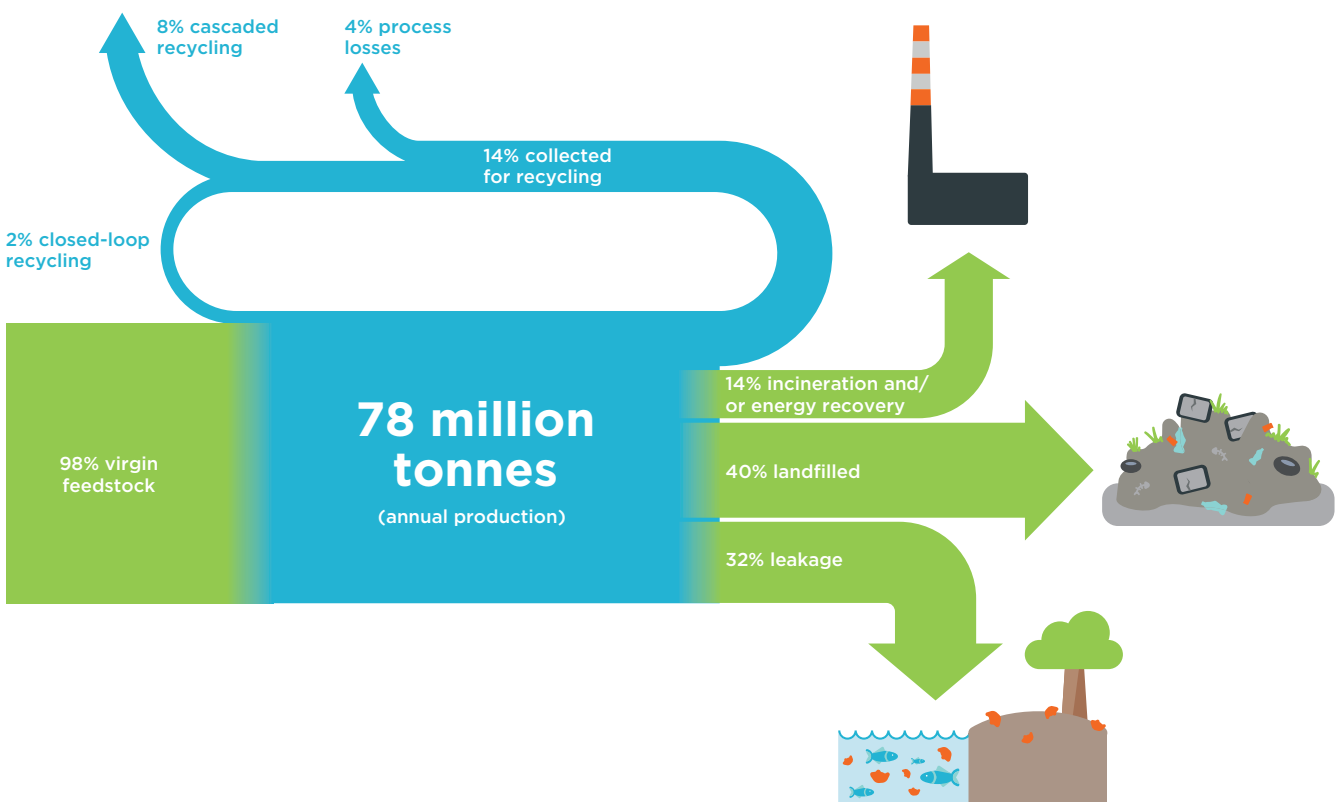 8% cascaded
recycling
4% process
losses
14% collected
for recycling
2% closed-loop
recycling
98% virgin
feedstock
78 million
tonnes
(annual production)
14% incineration and/
or energy recovery
40% landfilled
32% leakage